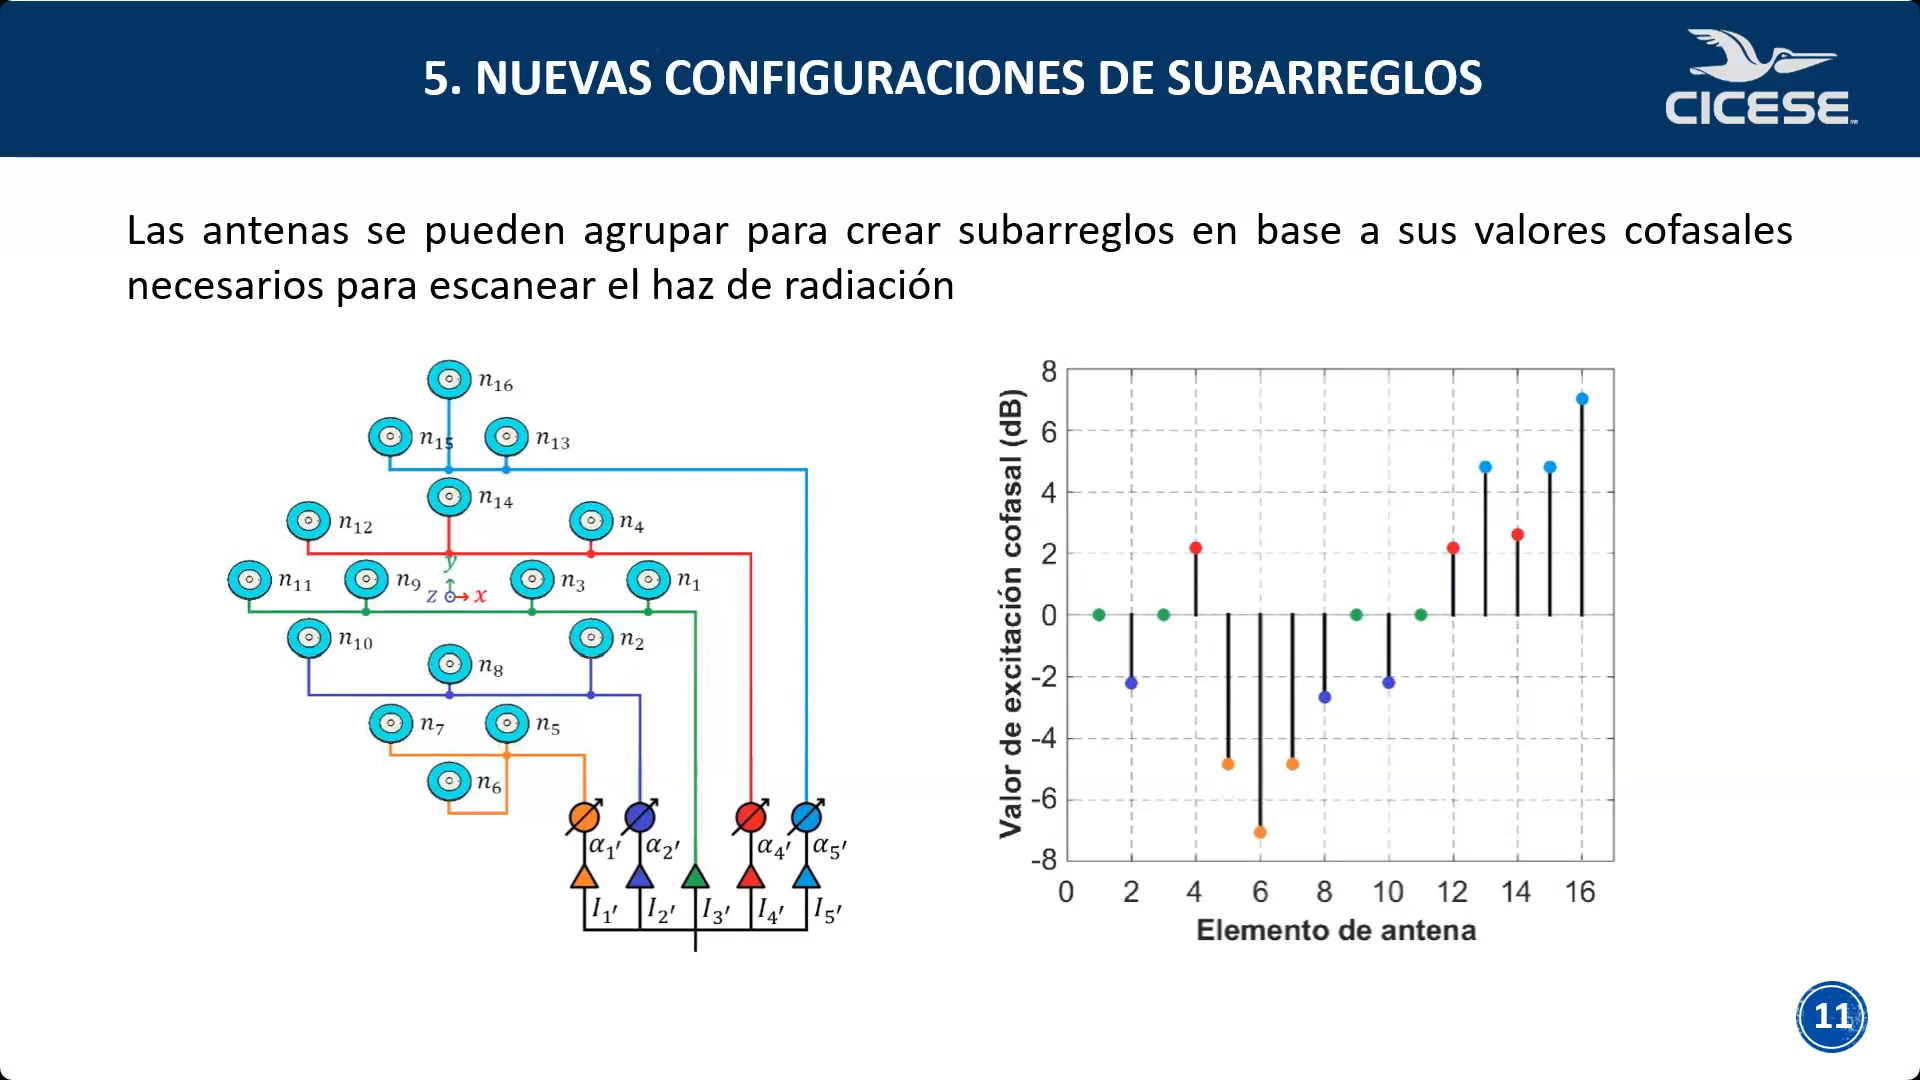 5. NUEVAS CONFIGURACIONES DE SUBARREGLOS
CICESE
Las antenas se pueden agrupar para crear subarreglos en base a sus valores cofasales
necesarios para escanear el haz de radiación
n₁₆
n₁₅ n₁₃
n₁₄
n₁₂ n₄
y
n₁₁ n₉ z x n₃ n₁
n₁₀ n₂
n₈
n₇ n₅
n₆
α₁′ α₂′ α₄′ α₅′
I₁′ I₂′ I₃′ I₄′ I₅′
Valor de excitación cofasal (dB)
8
6
4
2
0
-2
-4
-6
-8
0 2 4 6 8 10 12 14 16
Elemento de antena
11